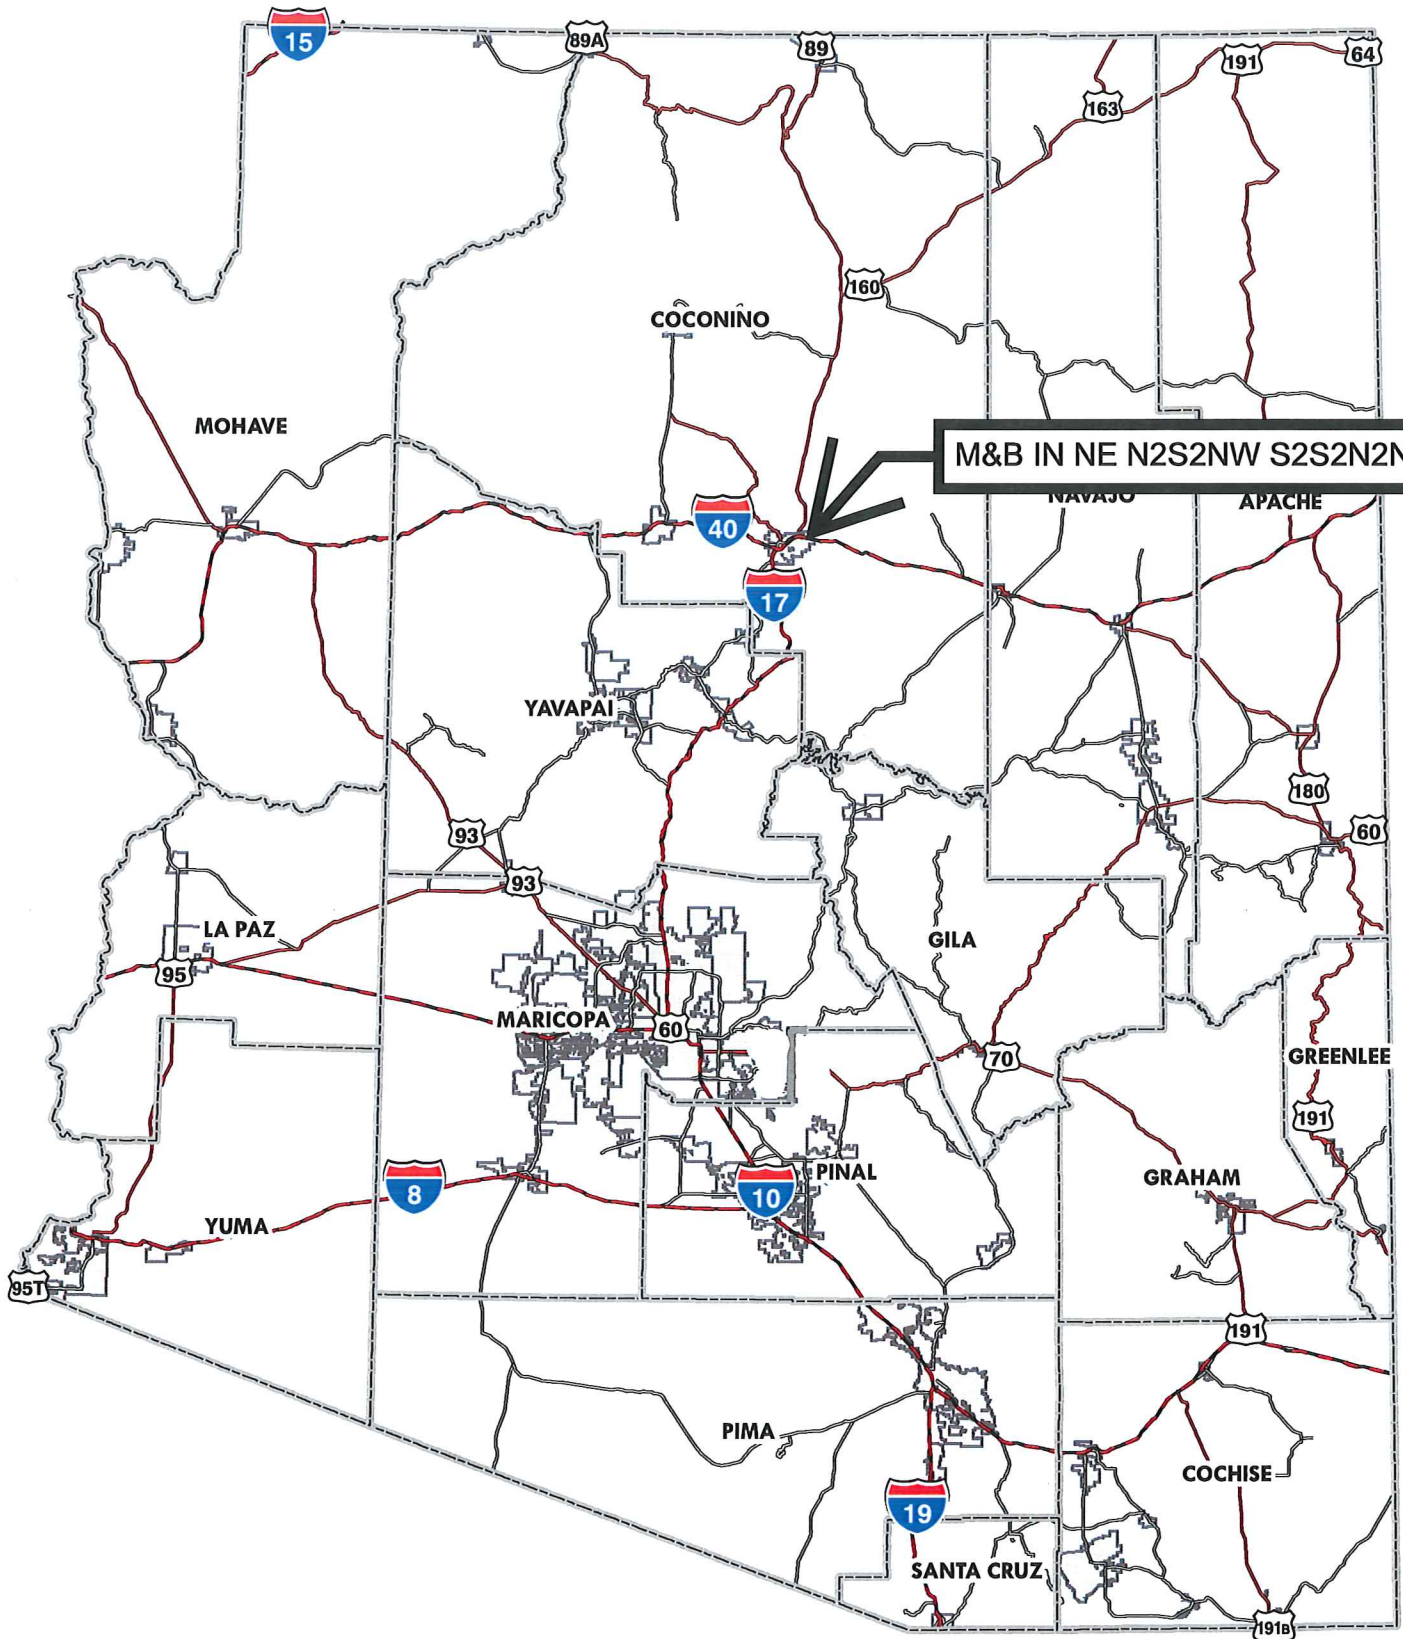 15
89A
89
191
64
163
160
COCONINO
MOHAVE
M&B IN NE N2S2NW S2S2N2N
NAVAJO
APACHE
40
17
YAVAPAI
180
93
60
93
LA PAZ
GILA
95
MARICOPA
60
70
GREENLEE
191
8
10
PINAL
GRAHAM
YUMA
95T
191
PIMA
COCHISE
19
SANTA CRUZ
191B